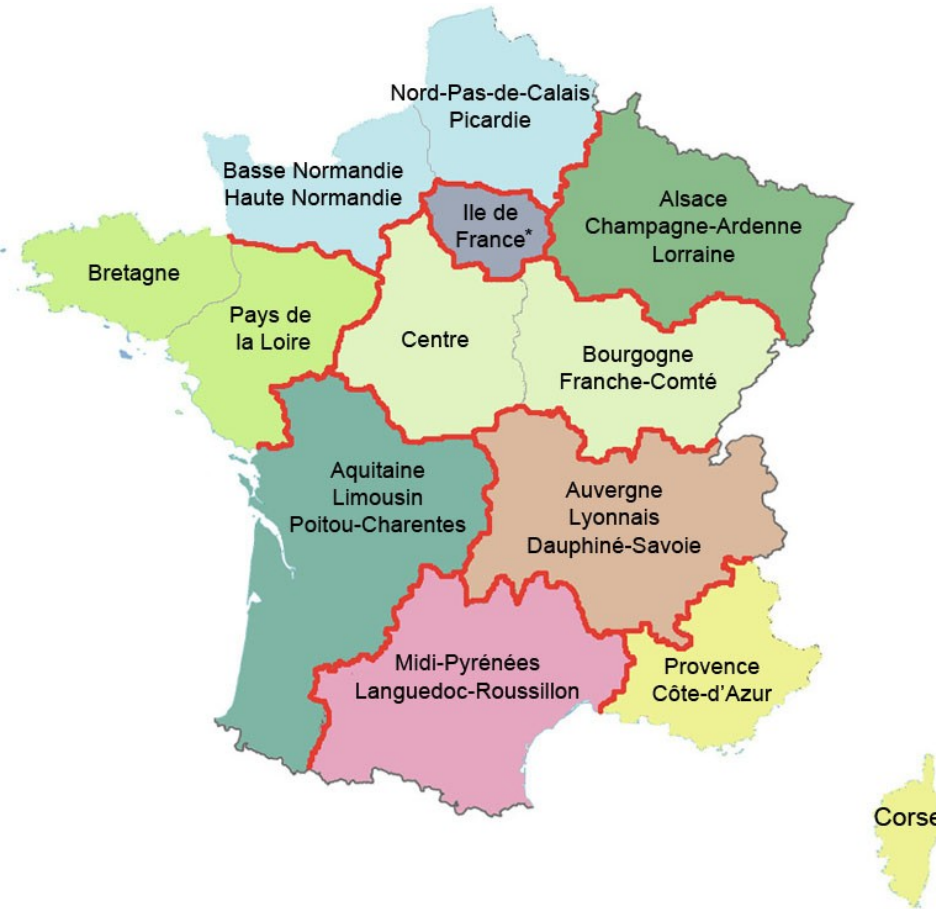 Nord-Pas-de-Calais
Picardie
Basse Normandie
Haute Normandie
Ile de
France*
Alsace
Champagne-Ardenne
Lorraine
Bretagne
Pays de
la Loire
Centre
Bourgogne
Franche-Comté
Aquitaine
Limousin
Poitou-Charentes
Auvergne
Lyonnais
Dauphiné-Savoie
Midi-Pyrénées
Languedoc-Roussillon
Provence
Côte-d'Azur
Corse